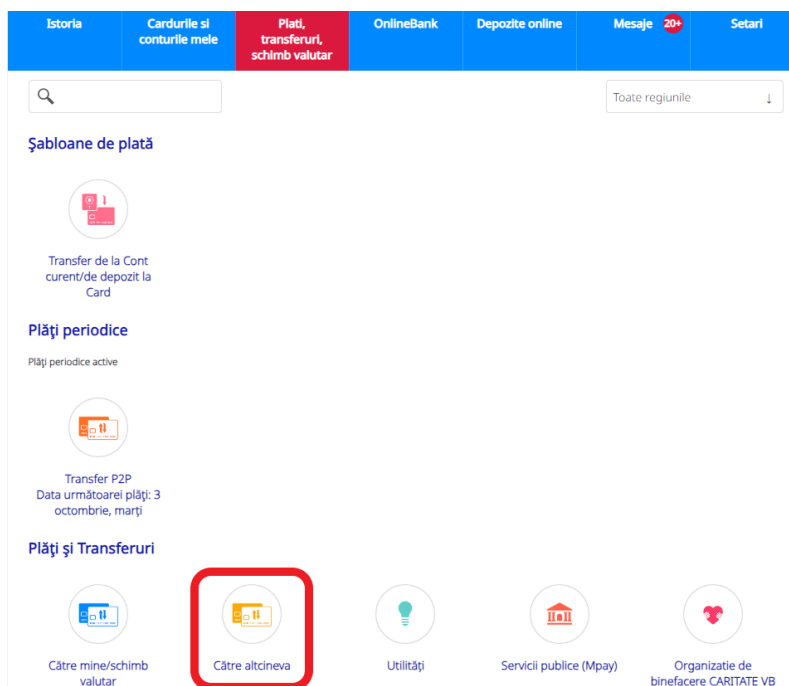 Istoria
Cardurile si
conturile mele
Plati,
transferuri,
schimb valutar
OnlineBank
Depozite online
Mesaje 20+
Setari
Toate regiunile ↓
Şabloane de plată
Transfer de la Cont
curent/de depozit la
Card
Plăţi periodice
Plăţi periodice active
Transfer P2P
Data următoarei plăţi: 3
octombrie, marţi
Plăţi şi Transferuri
Către mine/schimb
valutar
Către altcineva
Utilităţi
Servicii publice (Mpay)
Organizatie de
binefacere CARITATE VB